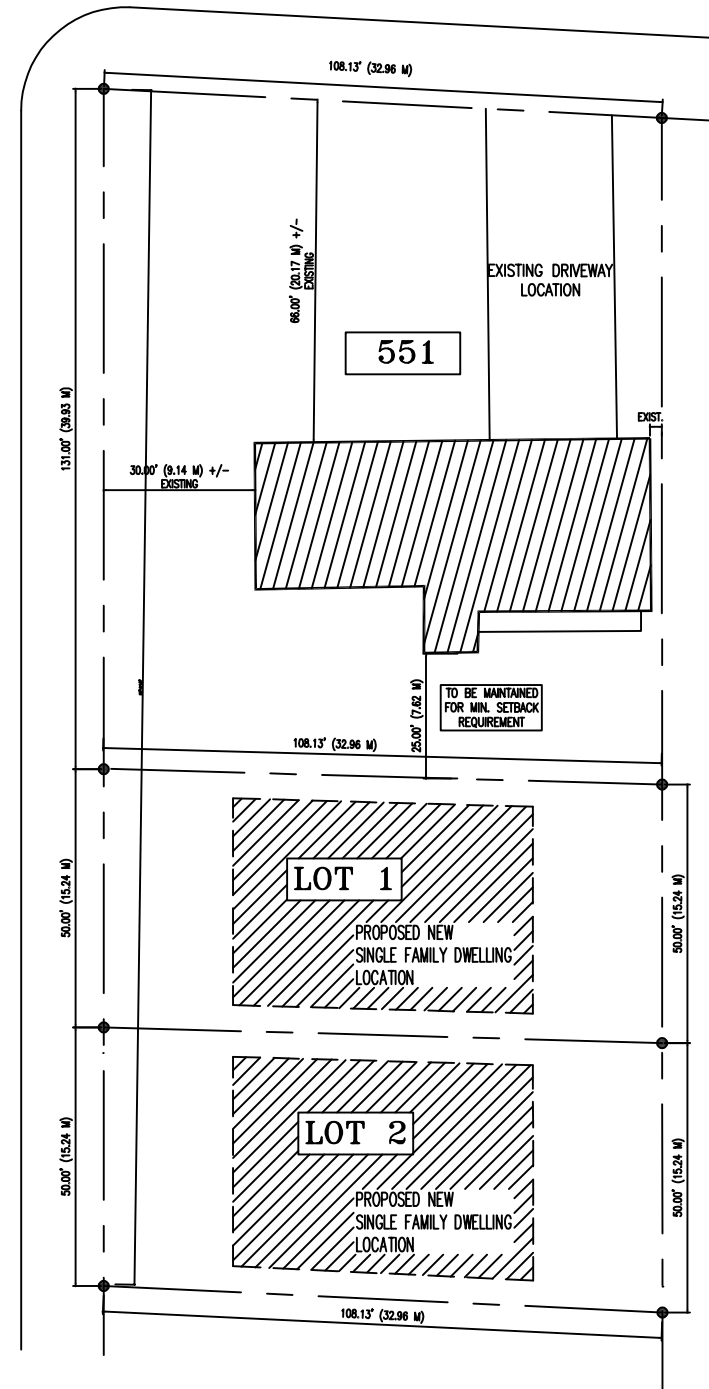 108.13' (32.96 M)
66.00' (20.17 M) +/-
EXISTING
EXISTING DRIVEWAY
LOCATION
551
131.00' (39.93 M)
EXIST.
30.00' (9.14 M) +/-
EXISTING
25.00' (7.62 M)
TO BE MAINTAINED
FOR MIN. SETBACK
REQUIREMENT
108.13' (32.96 M)
LOT 1
PROPOSED NEW
SINGLE FAMILY DWELLING
LOCATION
50.00' (15.24 M)
50.00' (15.24 M)
LOT 2
PROPOSED NEW
SINGLE FAMILY DWELLING
LOCATION
50.00' (15.24 M)
50.00' (15.24 M)
108.13' (32.96 M)